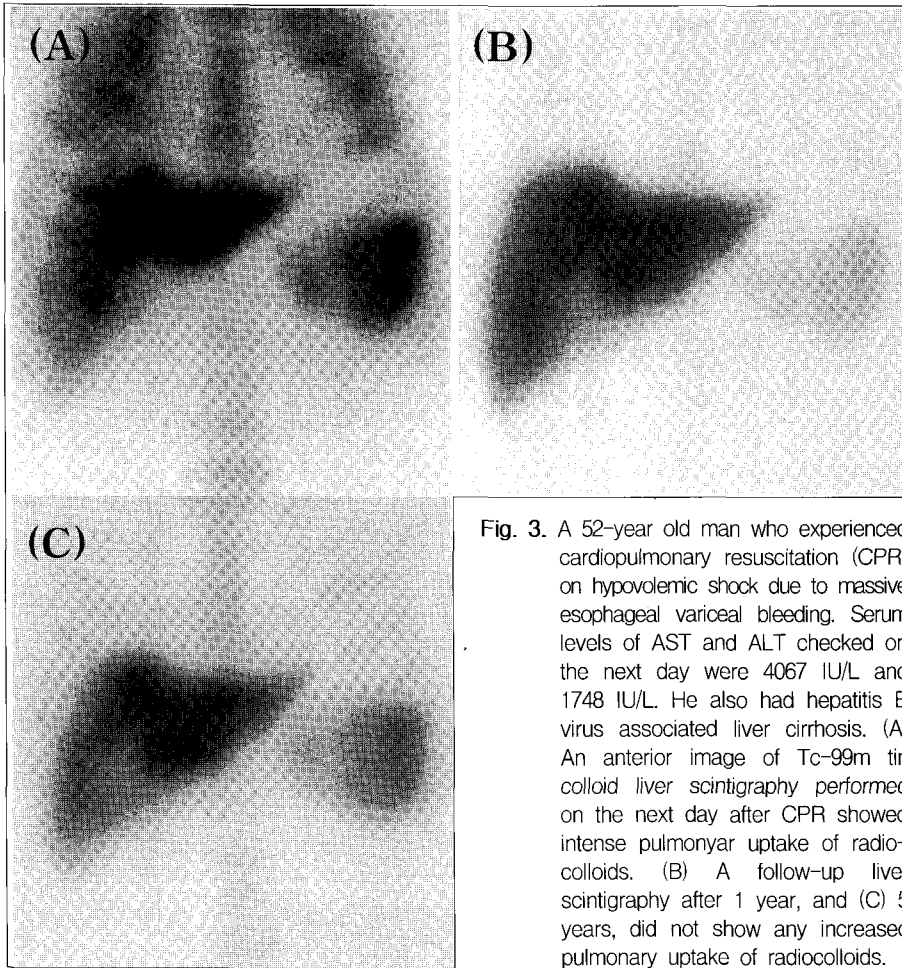 (A)
(B)
(C)
Fig. 3. A 52-year old man who experienced
cardiopulmonary resuscitation (CPR
on hypovolemic shock due to massive
esophageal variceal bleeding. Serum
levels of AST and ALT checked on
the next day were 4067 IU/L and
1748 IU/L. He also had hepatitis B
virus associated liver cirrhosis. (A
An anterior image of Tc-99m tin
colloid liver scintigraphy performed
on the next day after CPR showed
intense pulmonyar uptake of radio-
colloids. (B) A follow-up live
scintigraphy after 1 year, and (C) 5
years, did not show any increased
pulmonary uptake of radiocolloids.